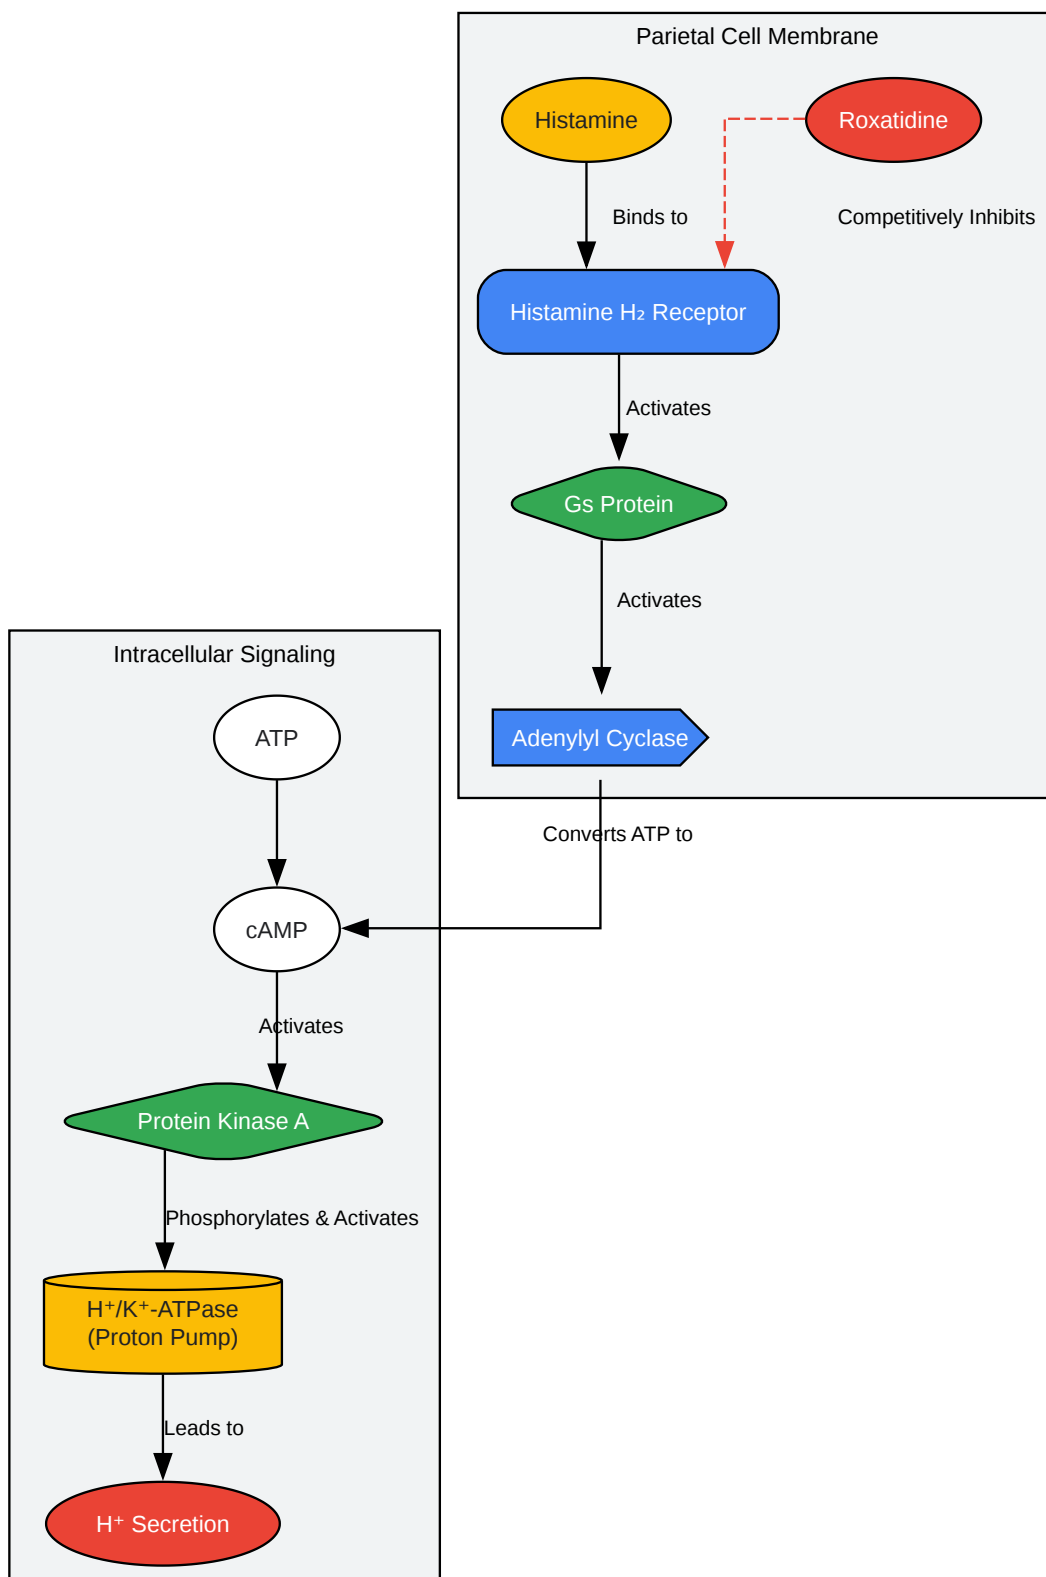 Parietal Cell Membrane
Histamine
Roxatidine
Binds to
Competitively Inhibits
Histamine H₂ Receptor
Activates
Gs Protein
Activates
Adenylyl Cyclase
Converts ATP to
Intracellular Signaling
ATP
cAMP
Activates
Protein Kinase A
Phosphorylates & Activates
H⁺/K⁺-ATPase
(Proton Pump)
Leads to
H⁺ Secretion